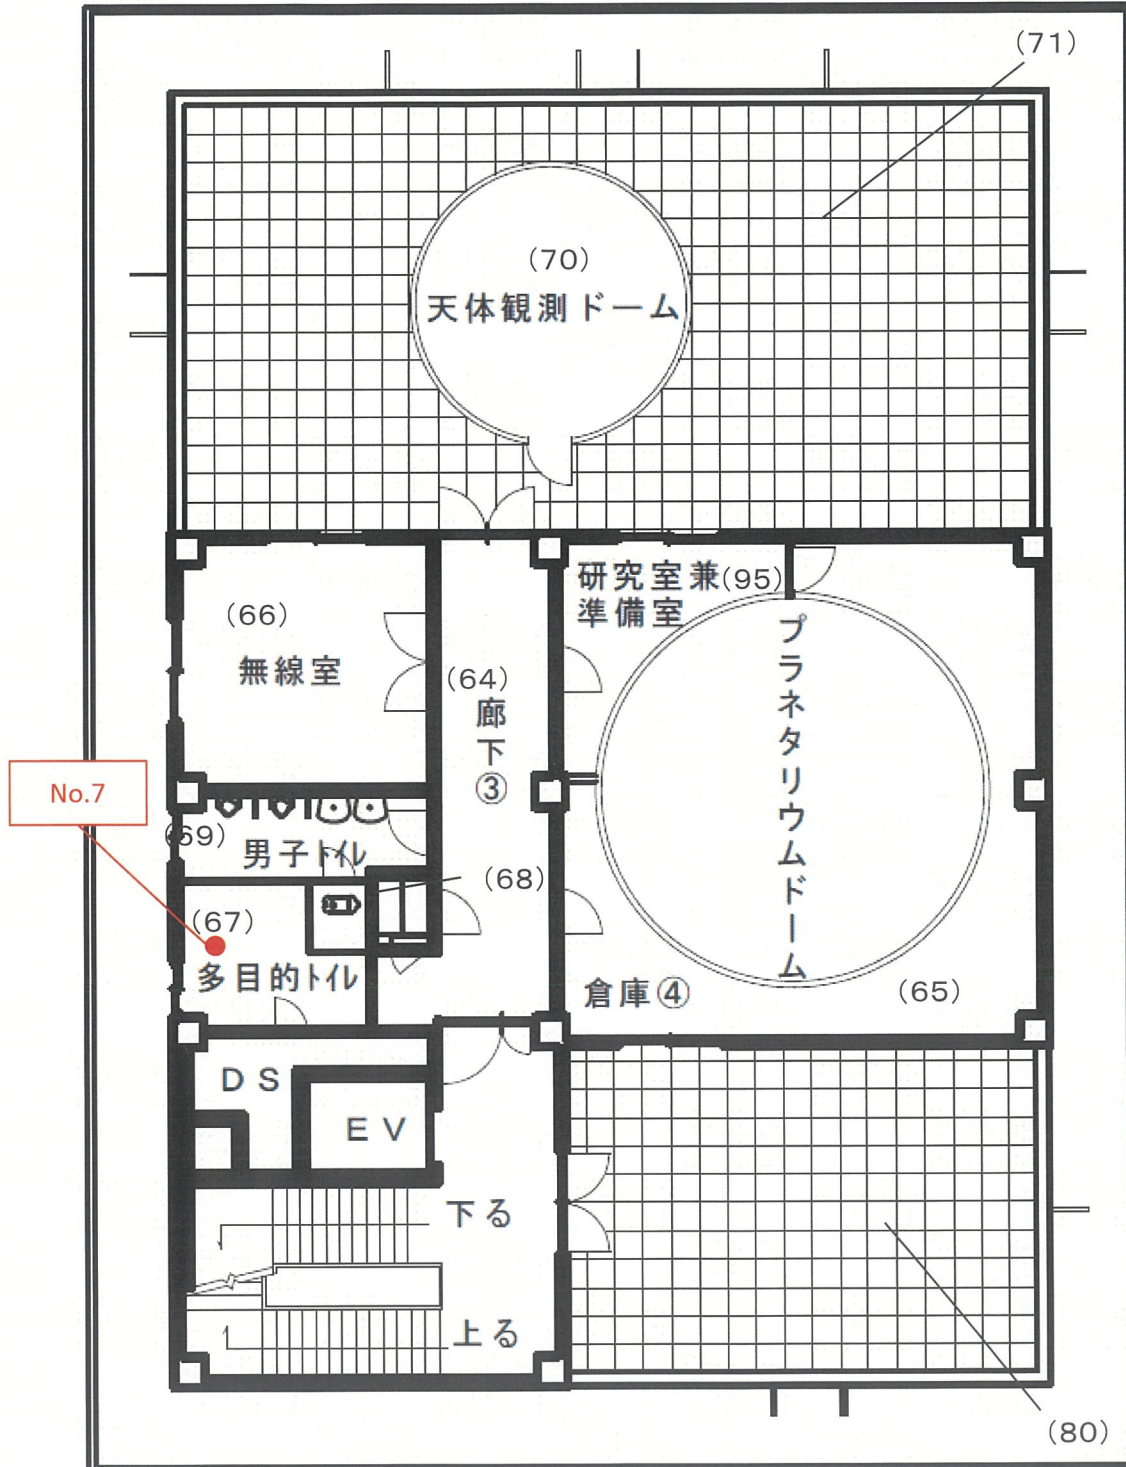 (71)
(70)
天体観測ドーム
研究室兼(95)
準備室
(66)
無線室
(64)
廊下③
プラネタリウムドーム
No.7
(69)
男子トイレ
(68)
(67)
多目的トイレ
倉庫④
(65)
DS
EV
下る
上る
(80)